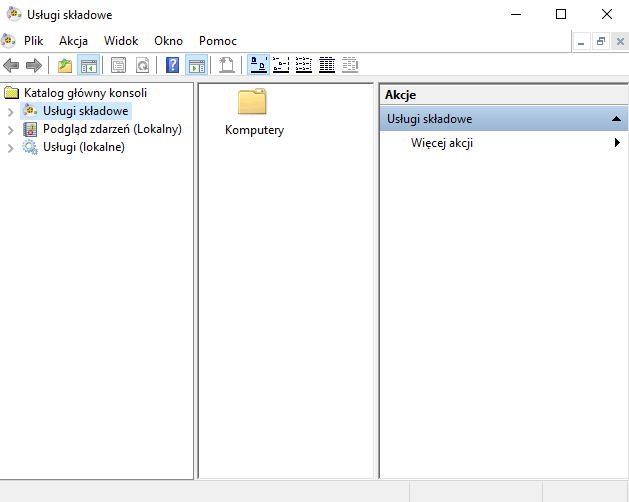 Usługi składowe
Plik Akcja Widok Okno Pomoc
Katalog główny konsoli
Usługi składowe
Podgląd zdarzeń (Lokalny)
Usługi (lokalne)
Komputery
Akcje
Usługi składowe
Więcej akcji